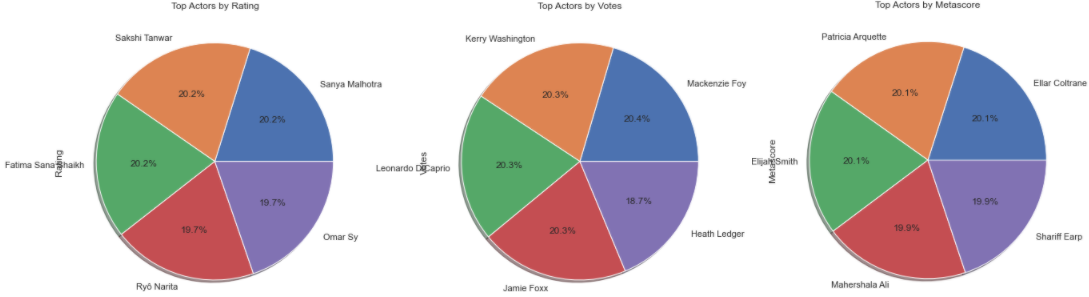 Top Actors by Rating
Sakshi Tanwar
Sanya Malhotra
20.2%
20.2%
Fatima Sana Shaikh
20.2%
Rating
19.7%
19.7%
Omar Sy
Ryô Narita
Top Actors by Votes
Kerry Washington
Mackenzie Foy
20.3%
20.4%
Leonardo DiCaprio
20.3%
Votes
18.7%
20.3%
Heath Ledger
Jamie Foxx
Top Actors by Metascore
Patricia Arquette
Ellar Coltrane
20.1%
20.1%
Elijah Smith
20.1%
Metascore
19.9%
19.9%
Shariff Earp
Mahershala Ali